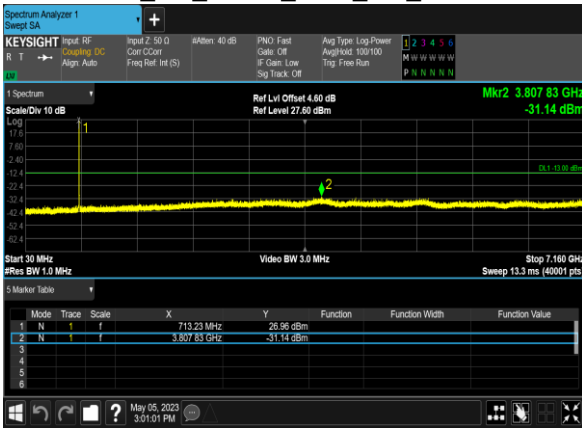 Spectrum Analyzer 1
Swept SA
+
KEYSIGHT Input: RF Input Z: 50 Ω #Atten: 40 dB PNO: Fast Avg Type: Log-Power 1 2 3 4 5 6
R T Coupling: DC Corr CCorr Gate: Off Avg|Hold: 100/100 M W W W W W
Align: Auto Freq Ref: Int (S) IF Gain: Low Trig: Free Run
LU Sig Track: Off P N N N N N
1 Spectrum Ref Lvl Offset 4.60 dB Mkr2 3.807 83 GHz
Scale/Div 10 dB Ref Level 27.60 dBm -31.14 dBm
Log
1
17.6
7.60
-2.40
DL1 -13.00 dBm
-12.4
-22.4
2
-32.4
-42.4
-52.4
-62.4
Start 30 MHz Video BW 3.0 MHz Stop 7.160 GHz
#Res BW 1.0 MHz Sweep 13.3 ms (40001 pts
5 Marker Table
Mode Trace Scale X Y Function Function Width Function Value
1 N 1 f 713.23 MHz 26.96 dBm
2 N 1 f 3.807 83 GHz -31.14 dBm
3
4
5
6
? May 05, 2023
3:01:01 PM